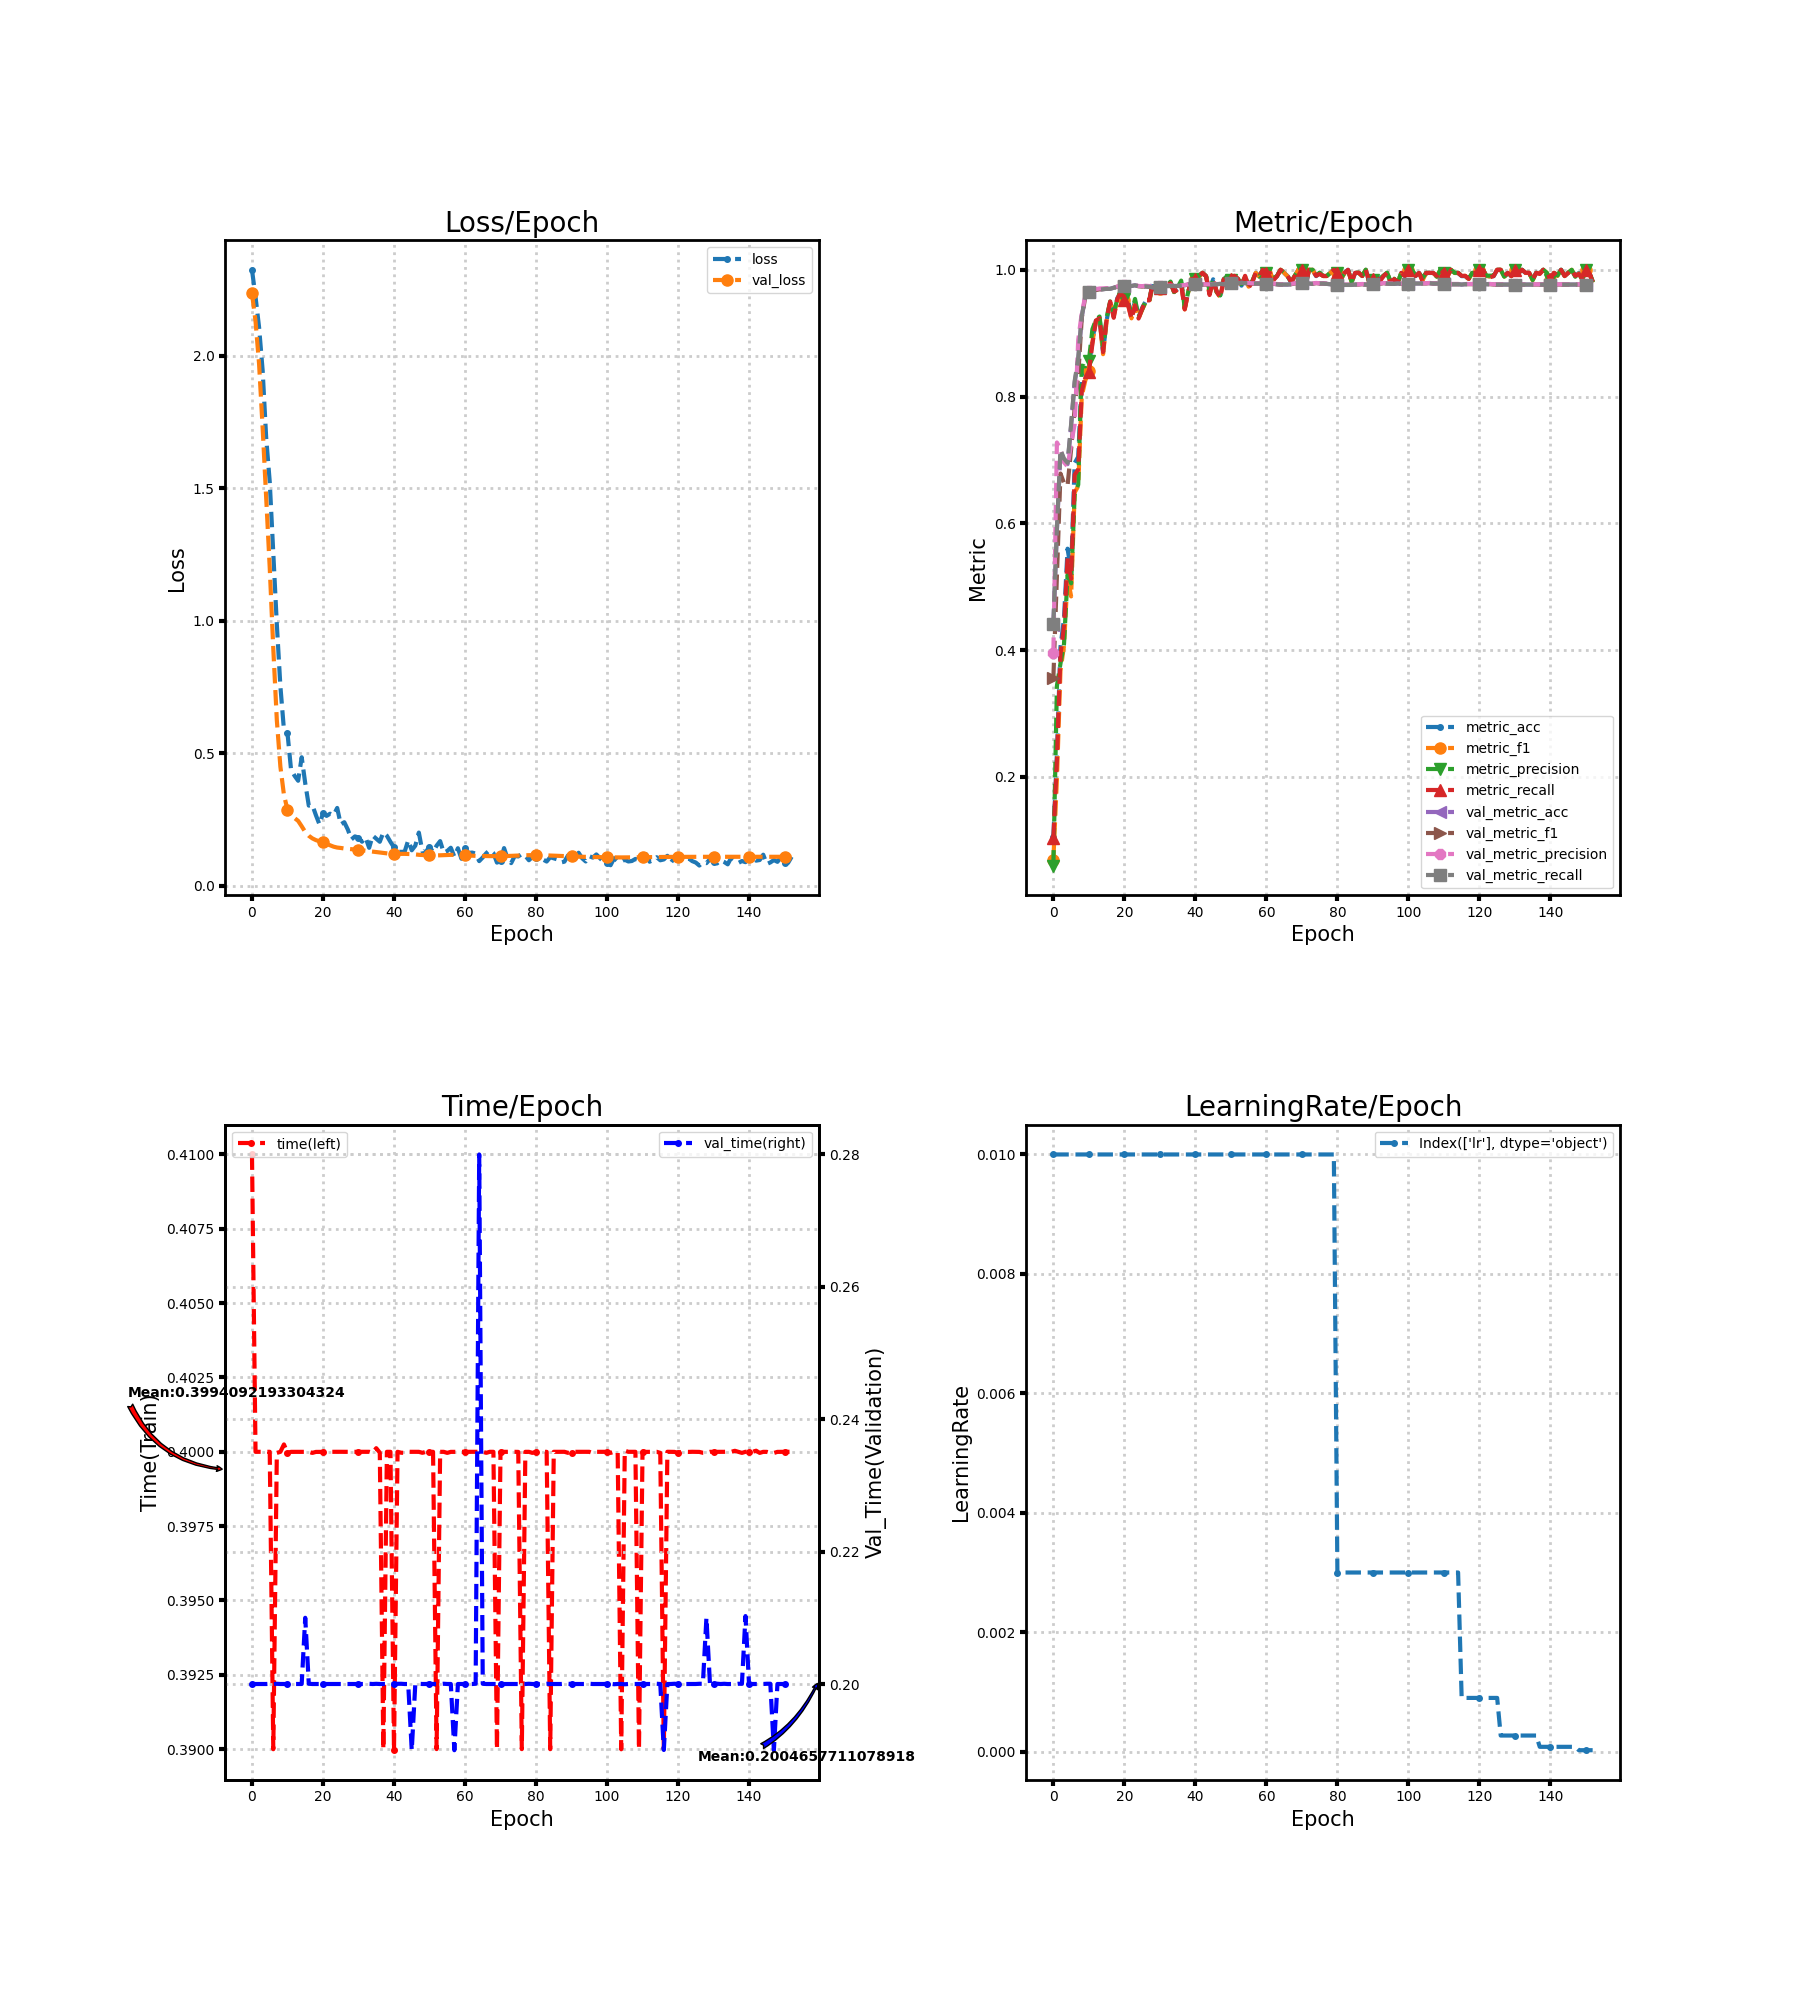 Loss/Epoch
loss
val_loss
2.0
1.5
1.0
0.5
0.0
Loss
0 20 40 60 80 100 120 140
Epoch
Metric/Epoch
1.0
0.8
0.6
0.4
0.2
Metric
metric_acc
metric_f1
metric_precision
metric_recall
val_metric_acc
val_metric_f1
val_metric_precision
val_metric_recall
0 20 40 60 80 100 120 140
Epoch
Time/Epoch
time(left)
val_time(right)
0.4100
0.4075
0.4050
0.4025
0.4000
0.3975
0.3950
0.3925
0.3900
Time(Train)
Mean:0.3994092193304324
0.28
0.26
0.24
0.22
0.20
Val_Time(Validation)
Mean:0.2004657711078918
0 20 40 60 80 100 120 140
Epoch
LearningRate/Epoch
Index(['lr'], dtype='object')
0.010
0.008
0.006
0.004
0.002
0.000
LearningRate
0 20 40 60 80 100 120 140
Epoch